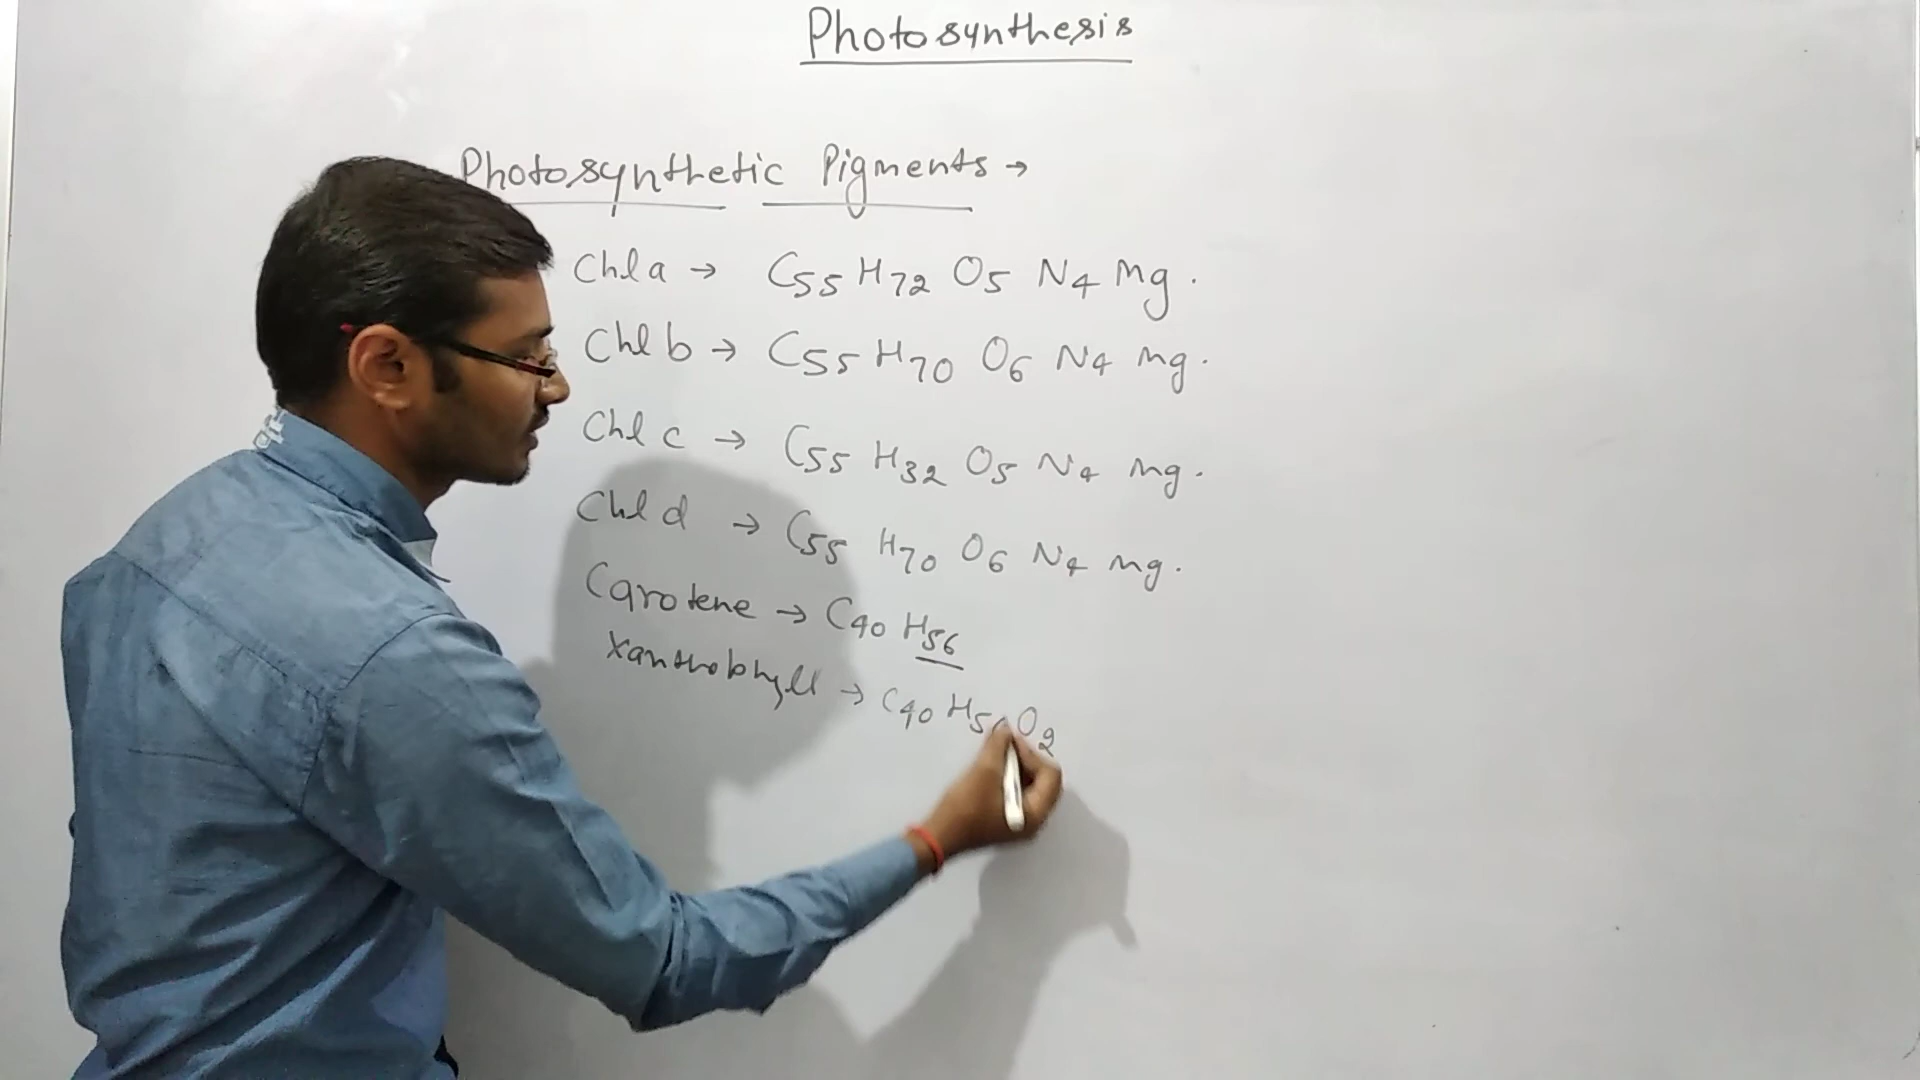 Photosynthesis
Photosynthetic Pigments →
Chl a → C55 H72 O5 N4 Mg.
Chl b → C55 H70 O6 N4 Mg.
Chl c → C55 H32 O5 N4 Mg.
Chl d → C55 H70 O6 N4 Mg.
Carotene → C40 H56
Xanthophyll → C40 H5 O2